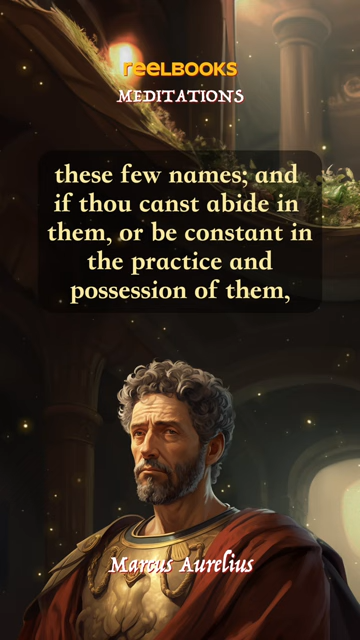 reelbooks
MEDITATIONS
these few names; and
if thou canst abide in
them, or be constant in
the practice and
possession of them,
Marcus Aurelius